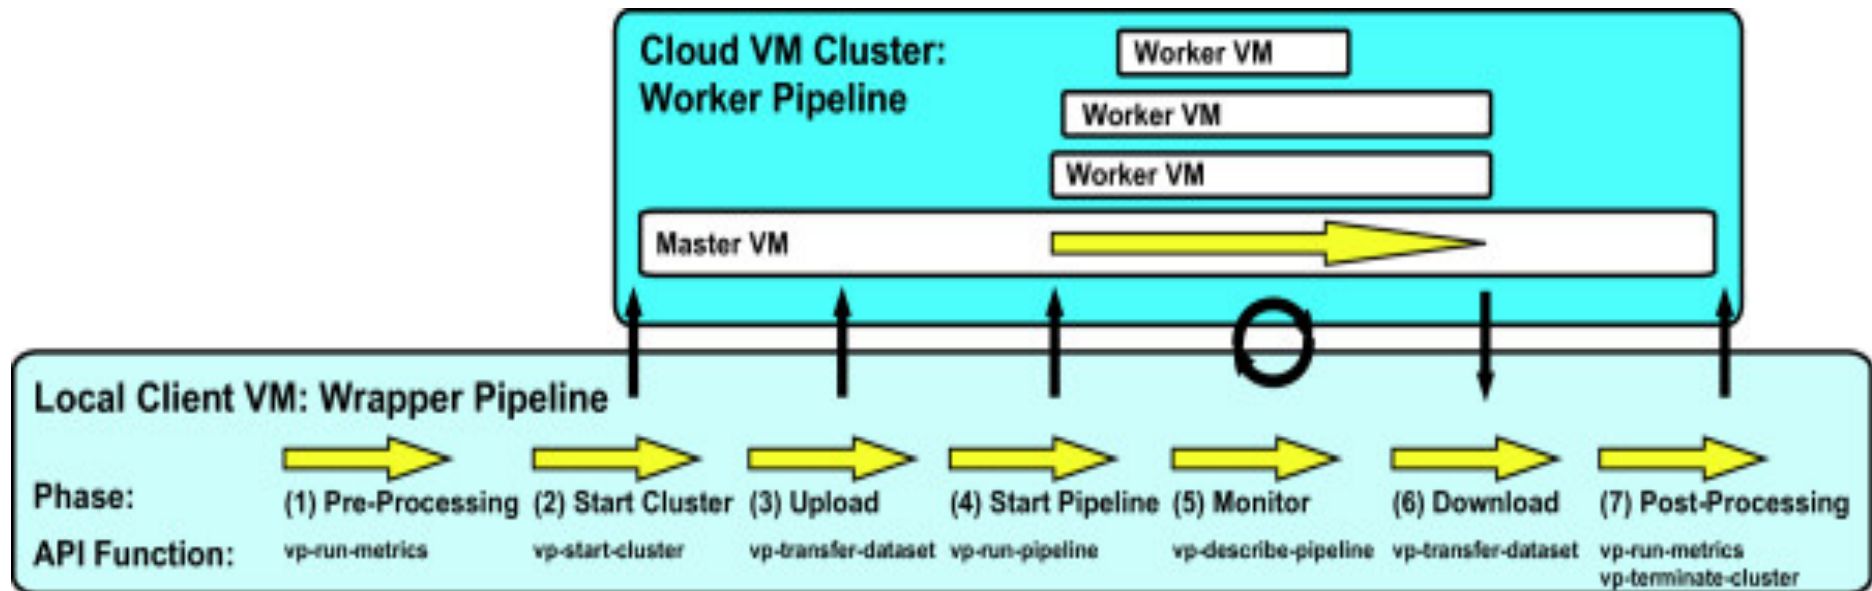 Cloud VM Cluster:
Worker Pipeline
Worker VM
Worker VM
Worker VM
Master VM
Local Client VM: Wrapper Pipeline
Phase: (1) Pre-Processing (2) Start Cluster (3) Upload (4) Start Pipeline (5) Monitor (6) Download (7) Post-Processing
API Function: vp-run-metrics vp-start-cluster vp-transfer-dataset vp-run-pipeline vp-describe-pipeline vp-transfer-dataset vp-run-metrics
vp-terminate-cluster